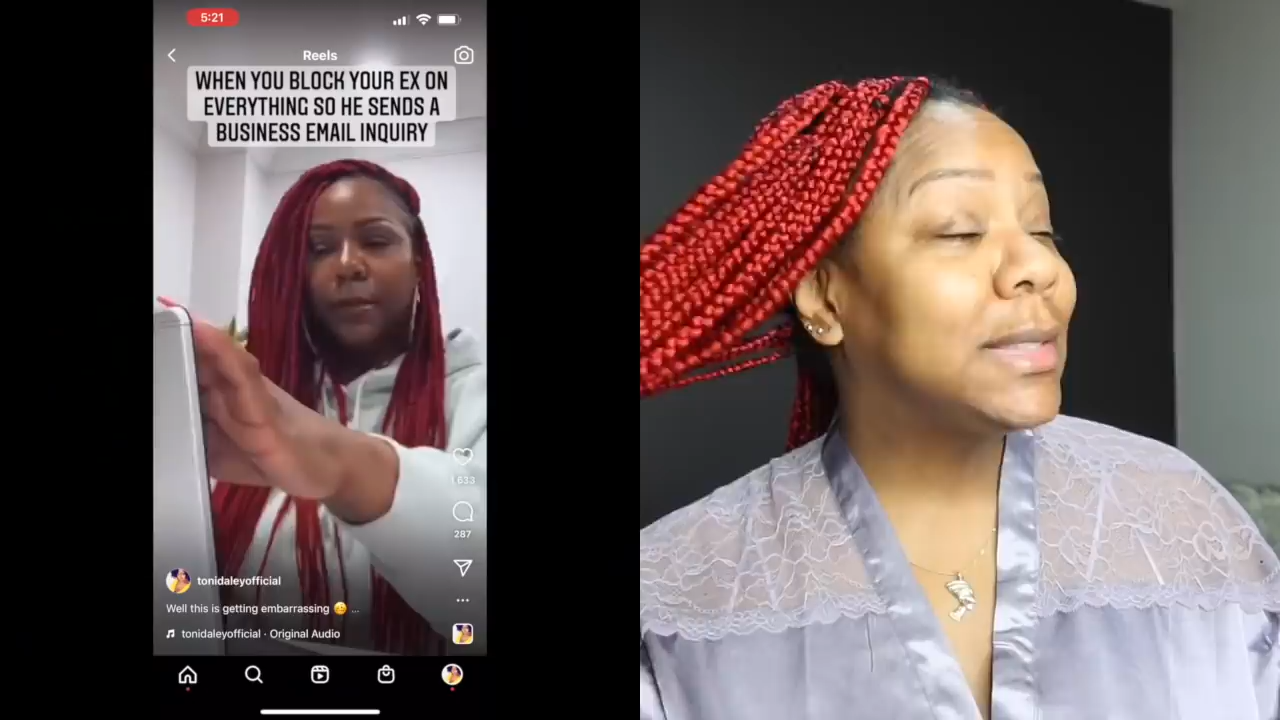 5:21
Reels
WHEN YOU BLOCK YOUR EX ON
EVERYTHING SO HE SENDS A
BUSINESS EMAIL INQUIRY
1,633
287
tonidaleyofficial
Well this is getting embarrassing 🥲 ...
tonidaleyofficial · Original Audio